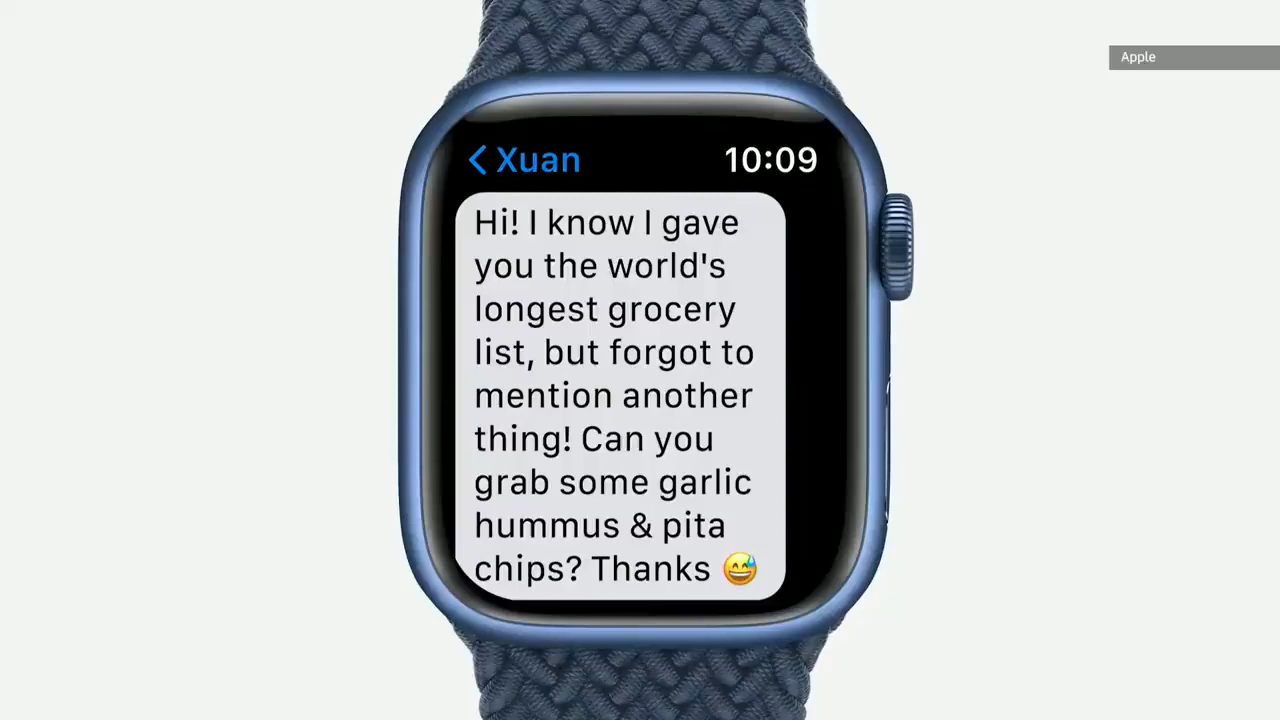 Apple
< Xuan 10:09
Hi! I know I gave
you the world's
longest grocery
list, but forgot to
mention another
thing! Can you
grab some garlic
hummus & pita
chips? Thanks 😅